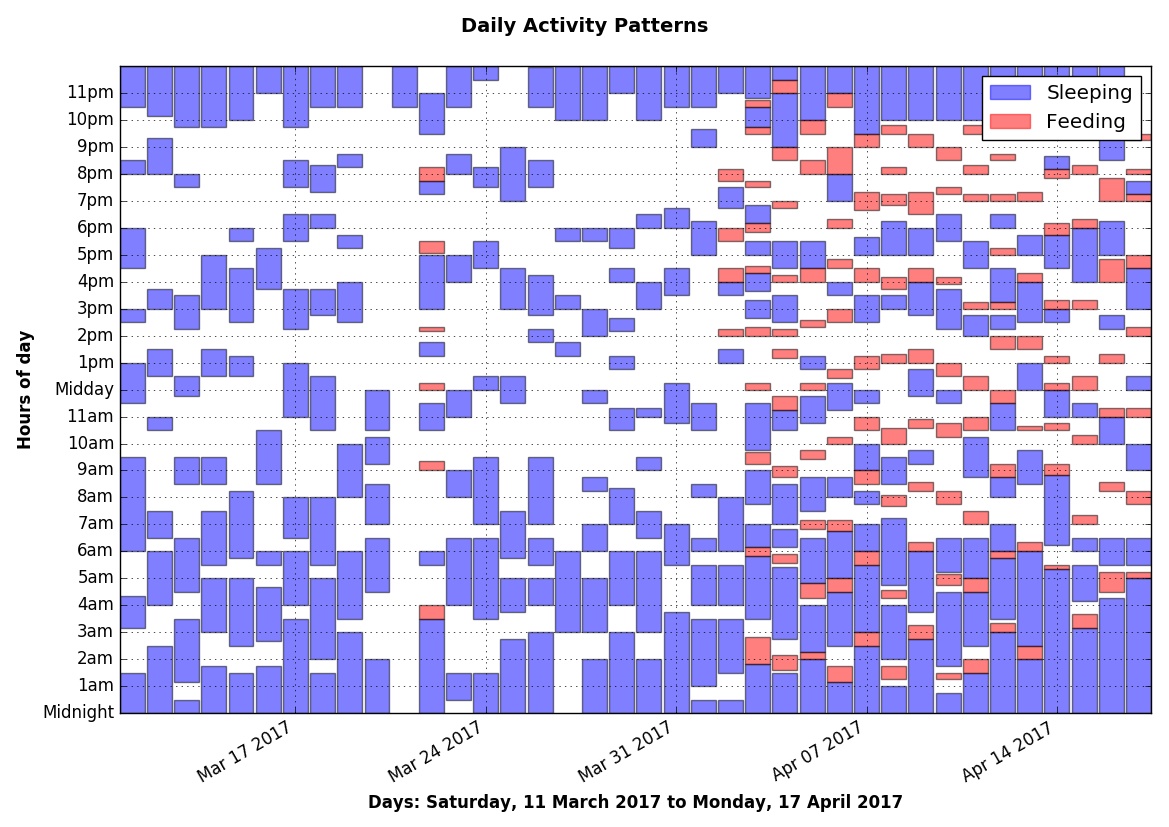 Daily Activity Patterns
Sleeping
Feeding
11pm
10pm
9pm
8pm
7pm
6pm
5pm
4pm
3pm
2pm
1pm
Midday
11am
10am
9am
8am
7am
6am
5am
4am
3am
2am
1am
Midnight
Hours of day
Mar 17 2017
Mar 24 2017
Mar 31 2017
Apr 07 2017
Apr 14 2017
Days: Saturday, 11 March 2017 to Monday, 17 April 2017